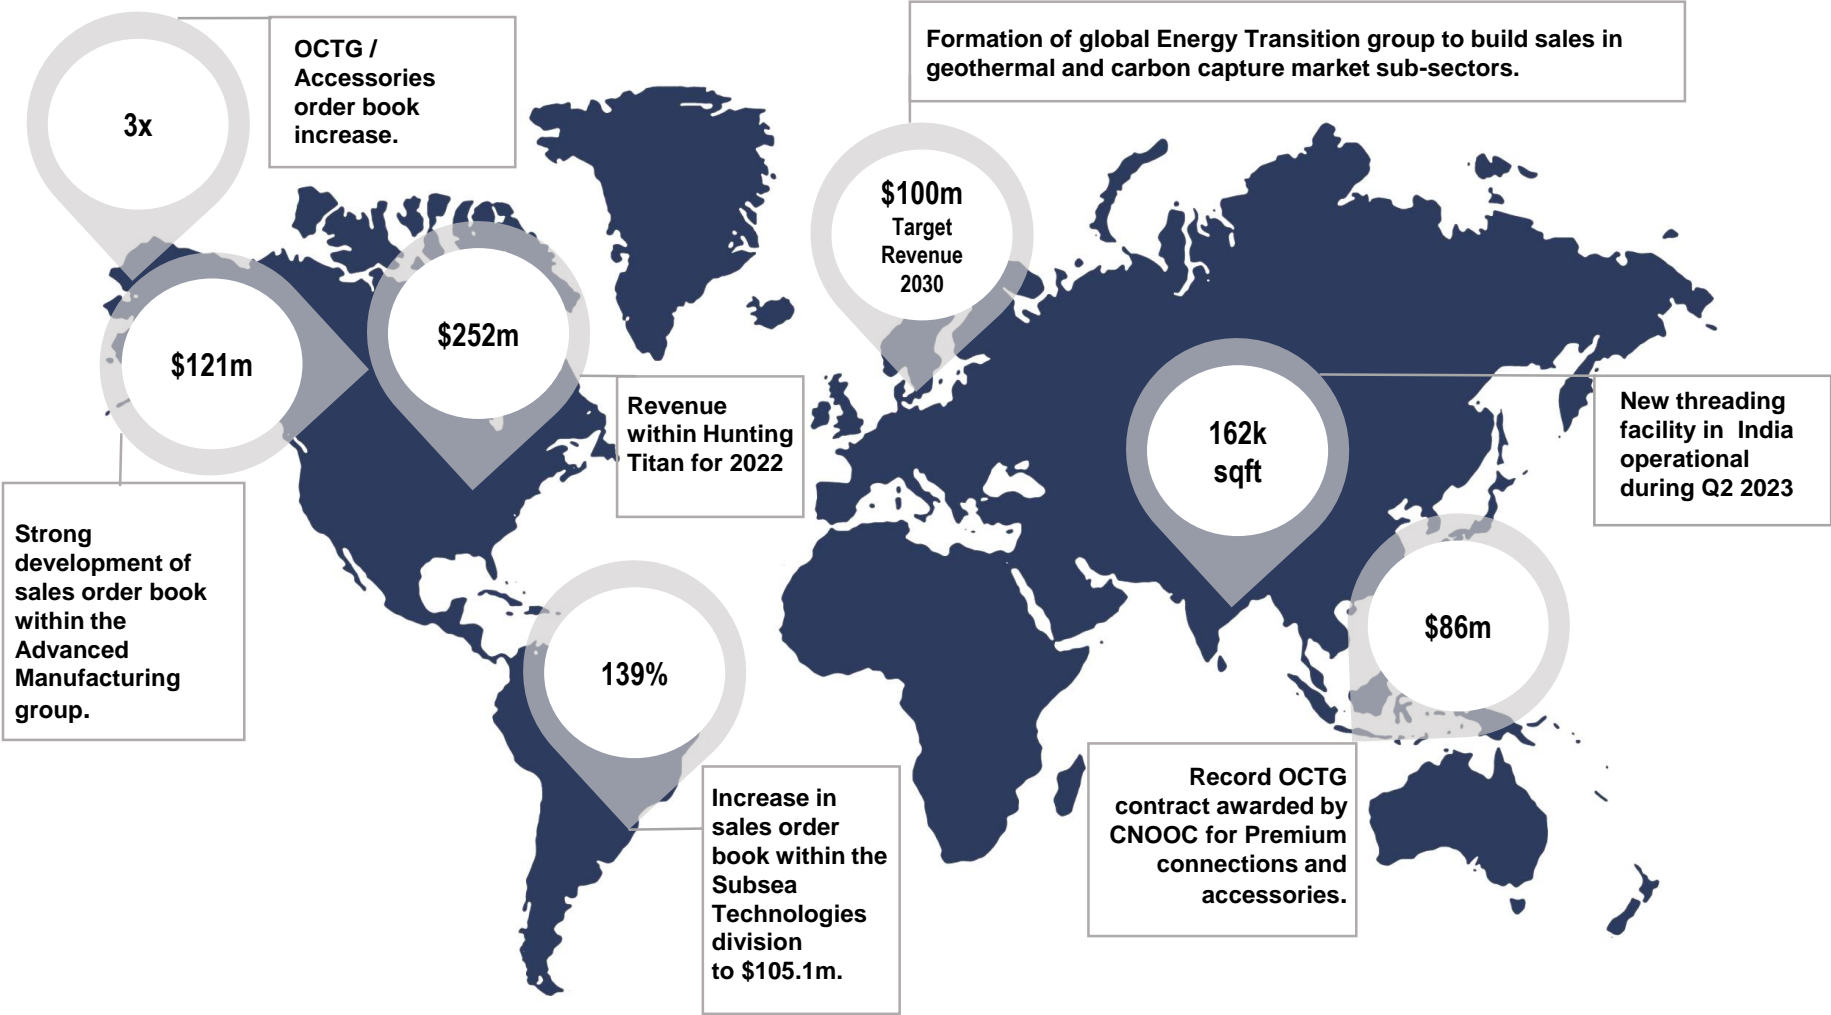 3x
OCTG /
Accessories
order book
increase.
Formation of global Energy Transition group to build sales in
geothermal and carbon capture market sub-sectors.
$100m
Target
Revenue
2030
$121m
Strong
development of
sales order book
within the
Advanced
Manufacturing
group.
$252m
Revenue
within Hunting
Titan for 2022
162k
sqft
New threading
facility in  India
operational
during Q2 2023
139%
Increase in
sales order
book within the
Subsea
Technologies
division
to $105.1m.
$86m
Record OCTG
contract awarded by
CNOOC for Premium
connections and
accessories.